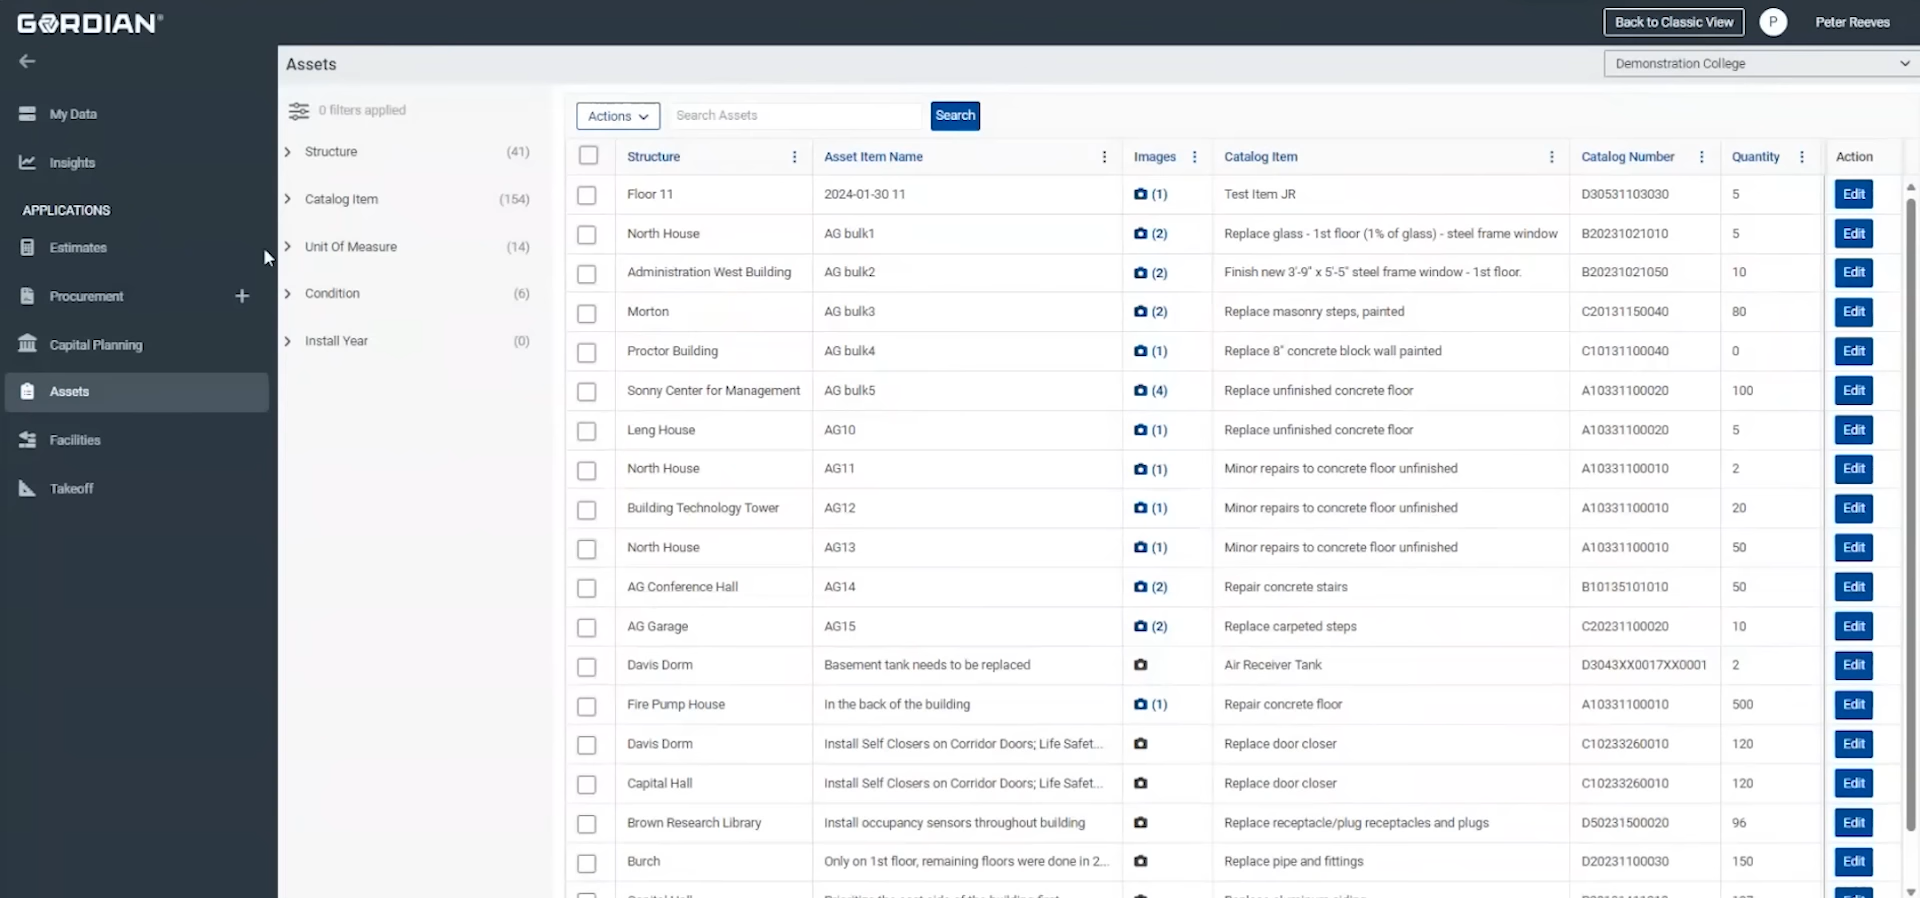 GORDIAN®
Back to Classic View
P
Peter Reeves
Assets
Demonstration College
My Data
Insights
APPLICATIONS
Estimates
Procurement
Capital Planning
Assets
Facilities
Takeoff
0 filters applied
Structure (41)
Catalog Item (154)
Unit Of Measure (14)
Condition (6)
Install Year (0)
Actions Search Assets Search
Structure Asset Item Name Images Catalog Item Catalog Number Quantity Action
Floor 11 2024-01-30 11 (1) Test Item JR D30531103030 5 Edit
North House AG bulk1 (2) Replace glass - 1st floor (1% of glass) - steel frame window B20231021010 5 Edit
Administration West Building AG bulk2 (2) Finish new 3'-9" x 5'-5" steel frame window - 1st floor. B20231021050 10 Edit
Morton AG bulk3 (2) Replace masonry steps, painted C20131150040 80 Edit
Proctor Building AG bulk4 (1) Replace 8" concrete block wall painted C10131100040 0 Edit
Sonny Center for Management AG bulk5 (4) Replace unfinished concrete floor A10331100020 100 Edit
Leng House AG10 (1) Replace unfinished concrete floor A10331100020 5 Edit
North House AG11 (1) Minor repairs to concrete floor unfinished A10331100010 2 Edit
Building Technology Tower AG12 (1) Minor repairs to concrete floor unfinished A10331100010 20 Edit
North House AG13 (1) Minor repairs to concrete floor unfinished A10331100010 50 Edit
AG Conference Hall AG14 (2) Repair concrete stairs B10135101010 50 Edit
AG Garage AG15 (2) Replace carpeted steps C20231100020 10 Edit
Davis Dorm Basement tank needs to be replaced Air Receiver Tank D3043XX0017XX0001 2 Edit
Fire Pump House In the back of the building (1) Repair concrete floor A10331100010 500 Edit
Davis Dorm Install Self Closers on Corridor Doors; Life Safet... Replace door closer C10233260010 120 Edit
Capital Hall Install Self Closers on Corridor Doors; Life Safet... Replace door closer C10233260010 120 Edit
Brown Research Library Install occupancy sensors throughout building Replace receptacle/plug receptacles and plugs D50231500020 96 Edit
Burch Only on 1st floor, remaining floors were done in 2... Replace pipe and fittings D20231100030 150 Edit